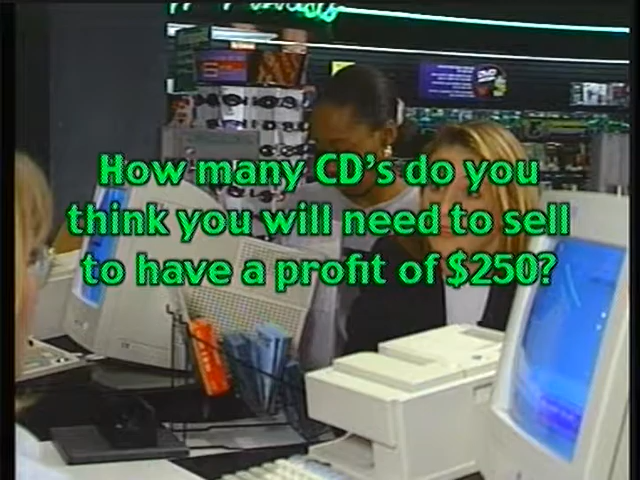 How many CD's do you
think you will need to sell
to have a profit of $250?